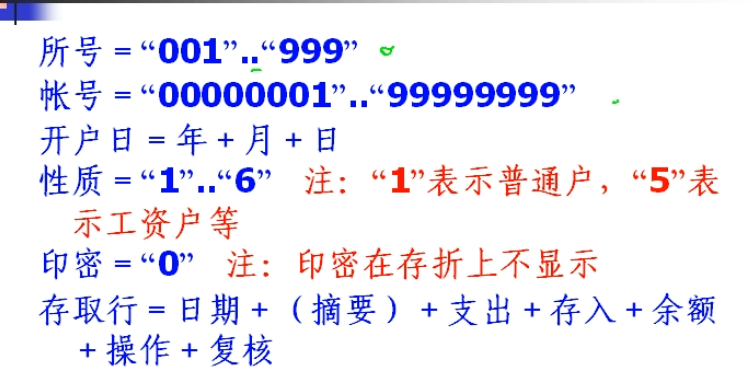 所号 = “001”..“999”
帐号 = “00000001”..“99999999”
开户日 = 年 + 月 + 日
性质 = “1”..“6” 注: “1”表示普通户, “5”表
示工资户等
印密 = “0” 注: 印密在存折上不显示
存取行 = 日期 + (摘要) + 支出 + 存入 + 余额
+ 操作 + 复核